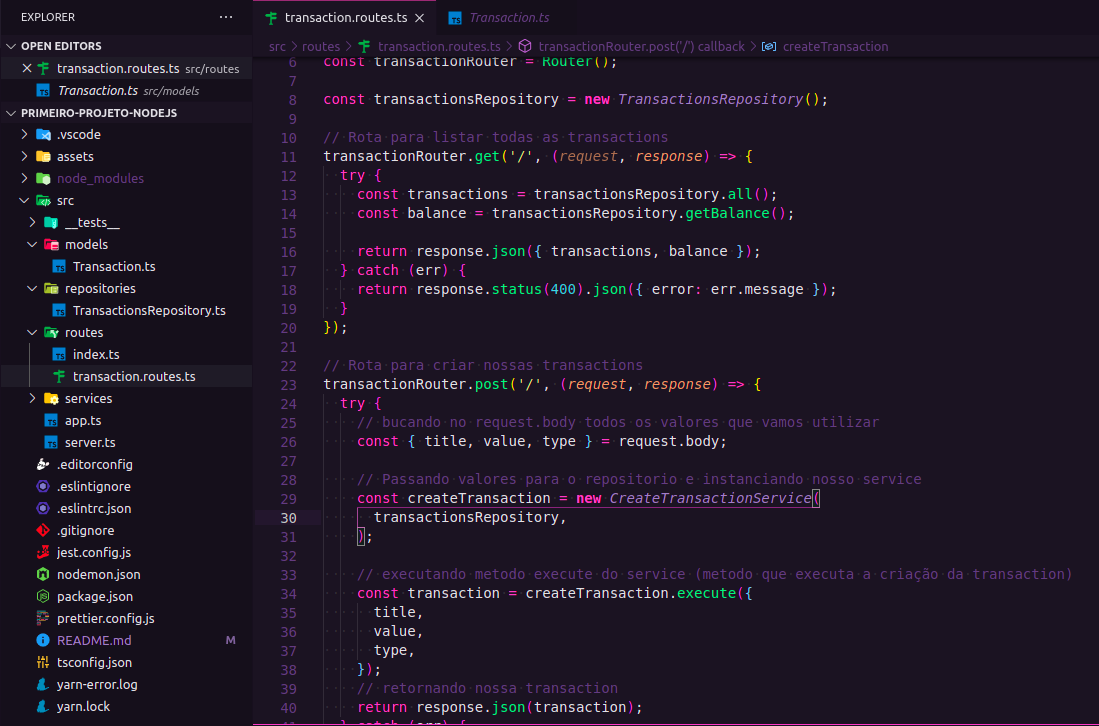 EXPLORER
OPEN EDITORS
transaction.routes.ts src/routes
Transaction.ts src/models
PRIMEIRO-PROJETO-NODEJS
.vscode
assets
node_modules
src
__tests__
models
Transaction.ts
repositories
TransactionsRepository.ts
routes
index.ts
transaction.routes.ts
services
app.ts
server.ts
.editorconfig
.eslintignore
.eslintrc.json
.gitignore
jest.config.js
nodemon.json
package.json
prettier.config.js
README.md M
tsconfig.json
yarn-error.log
yarn.lock
transaction.routes.ts Transaction.ts
src > routes > transaction.routes.ts > transactionRouter.post('/') callback > createTransaction
6 const transactionRouter = Router();
7
8 const transactionsRepository = new TransactionsRepository();
9
10 // Rota para listar todas as transactions
11 transactionRouter.get('/', (request, response) => {
12   try {
13     const transactions = transactionsRepository.all();
14     const balance = transactionsRepository.getBalance();
15
16     return response.json({ transactions, balance });
17   } catch (err) {
18     return response.status(400).json({ error: err.message });
19   }
20 });
21
22 // Rota para criar nossas transactions
23 transactionRouter.post('/', (request, response) => {
24   try {
25     // bucando no request.body todos os valores que vamos utilizar
26     const { title, value, type } = request.body;
27
28     // Passando valores para o repositorio e instanciando nosso service
29     const createTransaction = new CreateTransactionService(
30       transactionsRepository,
31     );
32
33     // executando metodo execute do service (metodo que executa a criação da transaction)
34     const transaction = createTransaction.execute({
35       title,
36       value,
37       type,
38     });
39     // retornando nossa transaction
40     return response.json(transaction);
41   } catch (err) {